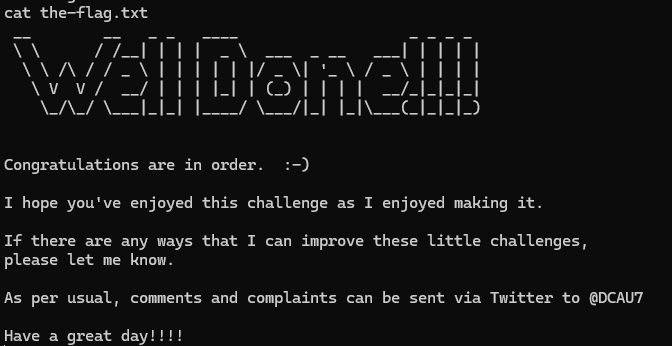 cat the-flag.txt
Well Done!!!!
Congratulations are in order.  :-)
I hope you've enjoyed this challenge as I enjoyed making it.
If there are any ways that I can improve these little challenges,
please let me know.
As per usual, comments and complaints can be sent via Twitter to @DCAU7
Have a great day!!!!